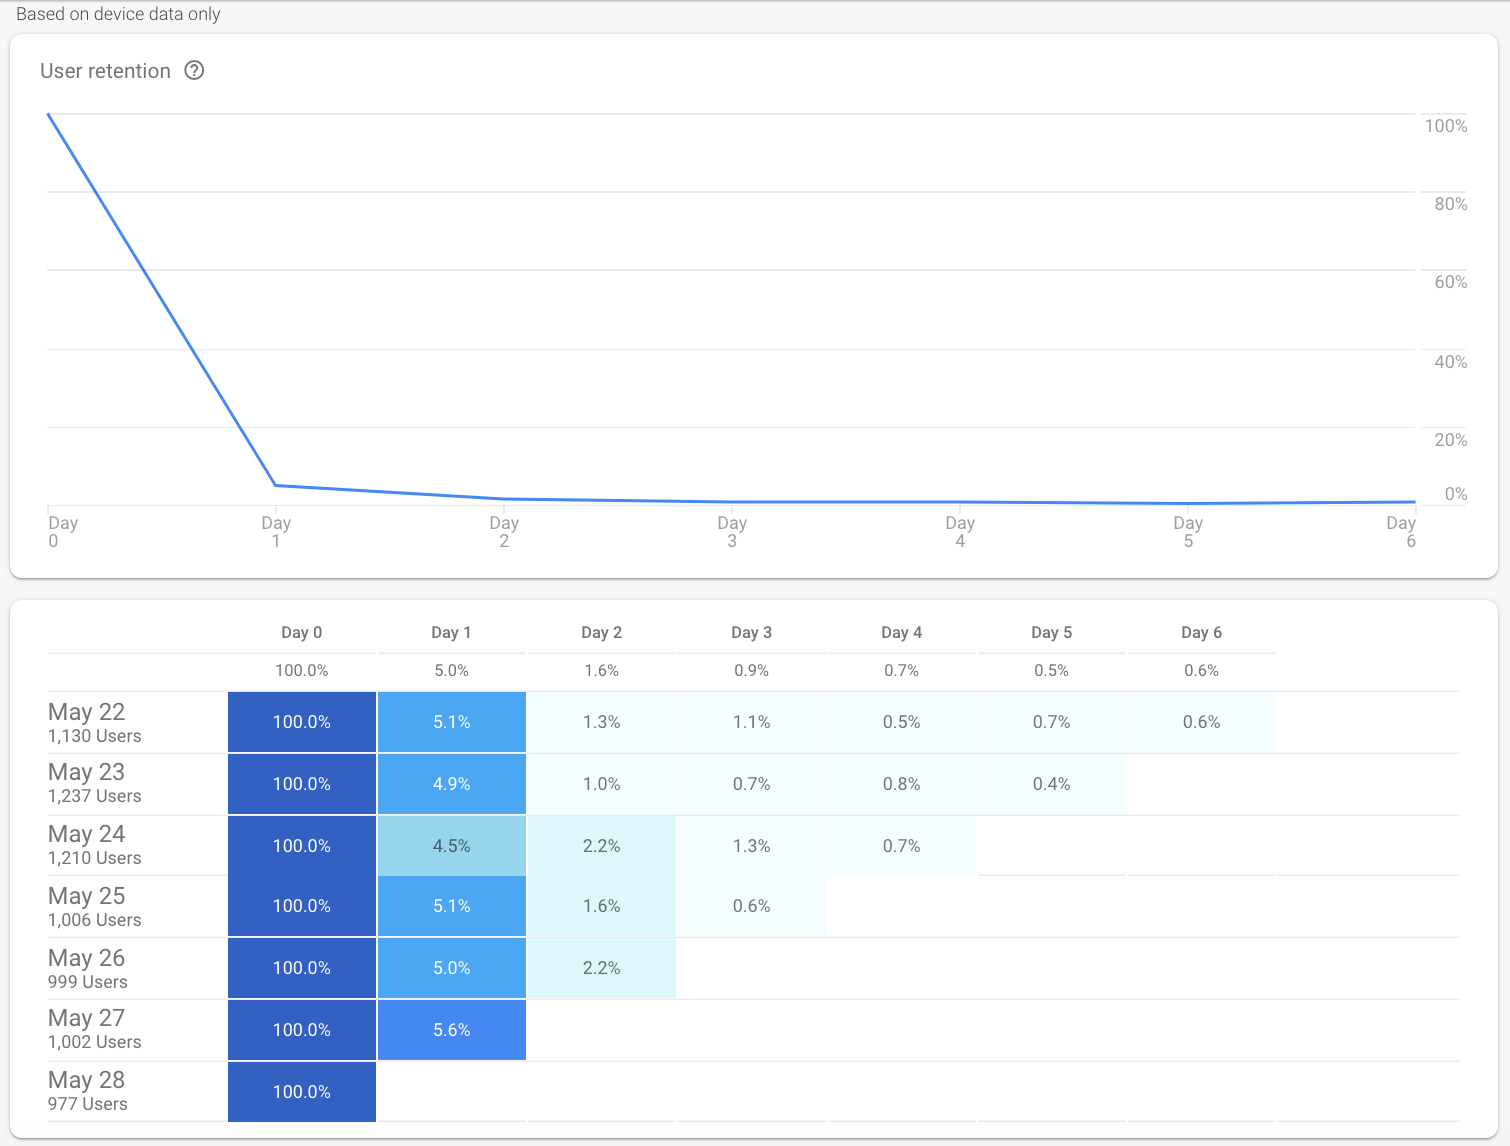 Based on device data only
User retention
100%
80%
60%
40%
20%
0%
Day 0
Day 1
Day 2
Day 3
Day 4
Day 5
Day 6
Day 0 Day 1 Day 2 Day 3 Day 4 Day 5 Day 6
100.0% 5.0% 1.6% 0.9% 0.7% 0.5% 0.6%
May 22
1,130 Users
100.0% 5.1% 1.3% 1.1% 0.5% 0.7% 0.6%
May 23
1,237 Users
100.0% 4.9% 1.0% 0.7% 0.8% 0.4%
May 24
1,210 Users
100.0% 4.5% 2.2% 1.3% 0.7%
May 25
1,006 Users
100.0% 5.1% 1.6% 0.6%
May 26
999 Users
100.0% 5.0% 2.2%
May 27
1,002 Users
100.0% 5.6%
May 28
977 Users
100.0%